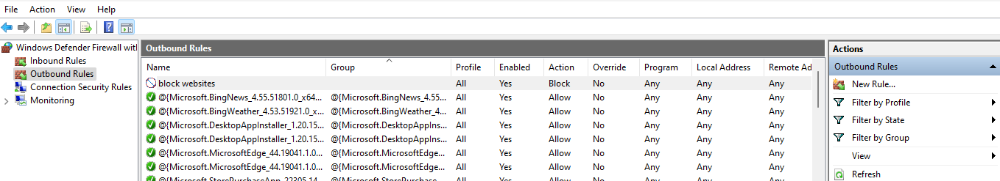 File Action View Help
Windows Defender Firewall witl
Inbound Rules
Outbound Rules
Connection Security Rules
Monitoring
Outbound Rules
Name Group Profile Enabled Action Override Program Local Address Remote Ad
block websites All Yes Block No Any Any Any
@{Microsoft.BingNews_4.55.51801.0_x64... @{Microsoft.BingNews_4.55... All Yes Allow No Any Any Any
@{Microsoft.BingWeather_4.53.51921.0_x... @{Microsoft.BingWeather_4... All Yes Allow No Any Any Any
@{Microsoft.DesktopAppInstaller_1.20.15... @{Microsoft.DesktopAppIns... All Yes Allow No Any Any Any
@{Microsoft.DesktopAppInstaller_1.20.15... @{Microsoft.DesktopAppIns... All Yes Allow No Any Any Any
@{Microsoft.MicrosoftEdge_44.19041.1.0... @{Microsoft.MicrosoftEdge... All Yes Allow No Any Any Any
@{Microsoft.MicrosoftEdge_44.19041.1.0... @{Microsoft.MicrosoftEdge... All Yes Allow No Any Any Any
@{Microsoft.StorePurchaseApp_22305.14... @{Microsoft.StorePurchase... All Yes Allow No Any Any Any
Actions
Outbound Rules
New Rule...
Filter by Profile
Filter by State
Filter by Group
View
Refresh